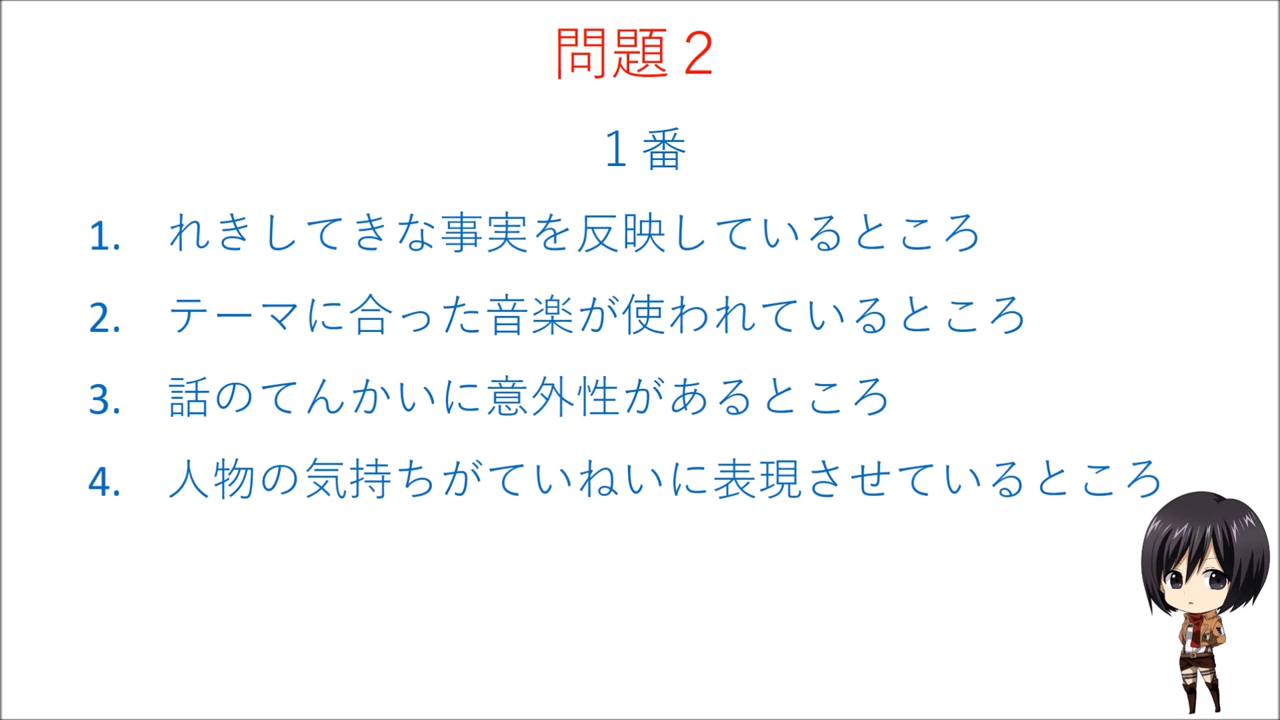 問題２
１番
1. れきしてきな事実を反映しているところ
2. テーマに合った音楽が使われているところ
3. 話のてんかいに意外性があるところ
4. 人物の気持ちがていねいに表現させているところ